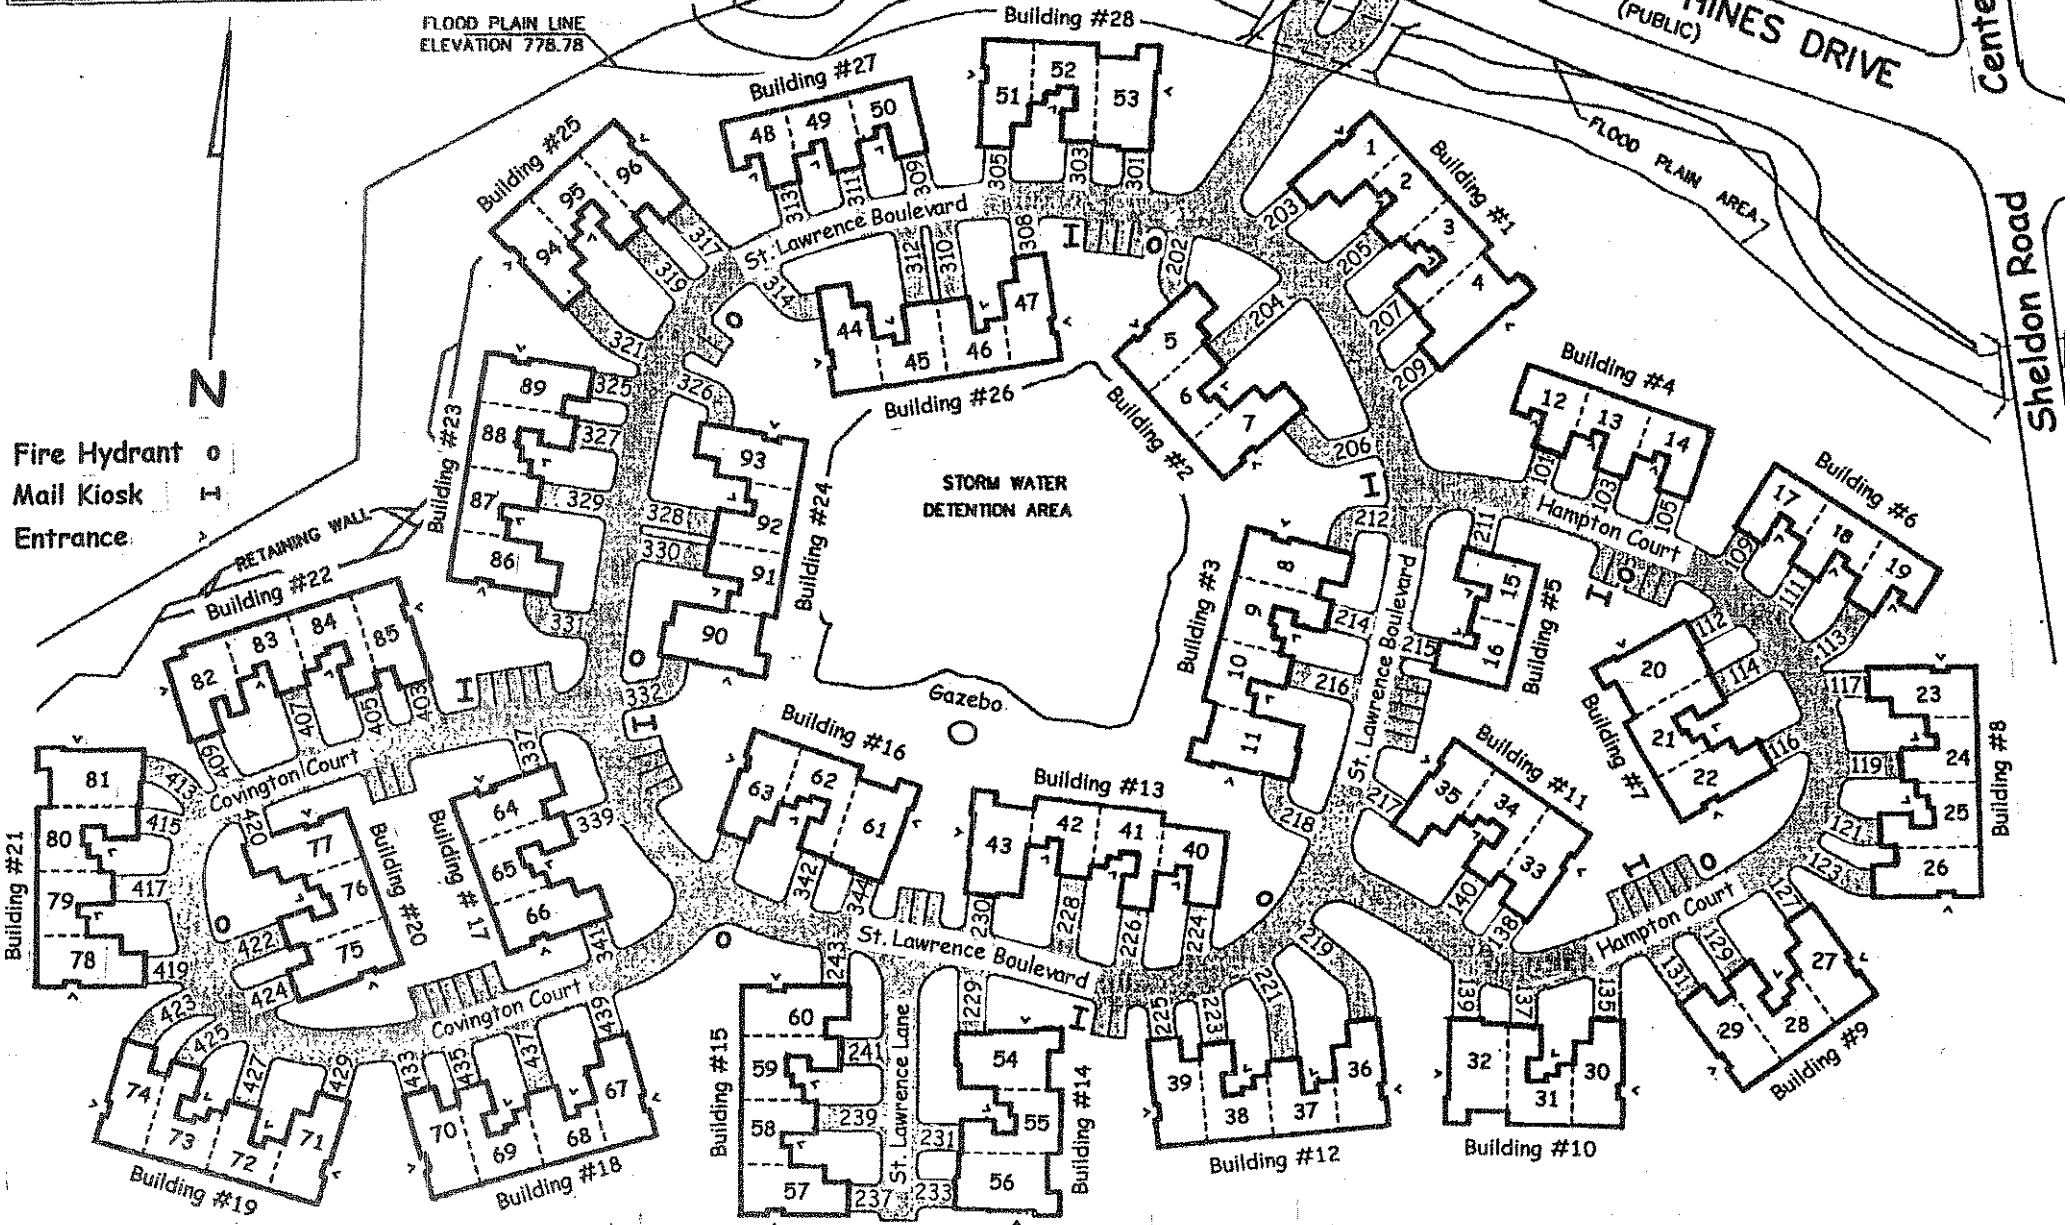 FLOOD PLAIN LINE
ELEVATION 778.78
HINES DRIVE
(PUBLIC)
Cente
Sheldon Road
FLOOD PLAIN AREA
N
Fire Hydrant O
Mail Kiosk I
Entrance >
RETAINING WALL
STORM WATER
DETENTION AREA
Gazebo
Building #28
51 52 53
305 303 301
Building #27
48 49 50
313 311 309
Building #25
94 95 96
317 319 321
St. Lawrence Boulevard
314 312 310 308
44 45 46 47
Building #26
Building #1
1 2 3 4
203 205 207 209
202 204 206
5 6 7
Building #2
Building #4
12 13 14
101 103 105
Hampton Court
Building #6
17 18 19
109 111 113
Building #23
89 88 87 86
325 327 329 331
326 328 330 332
93 92 91 90
Building #24
Building #3
8 9 10 11
212 214 216 218
St. Lawrence Boulevard
St. Lawrence Boulevard
211 215
15 16
Building #5
112 114 116
20 21 22
Building #7
117 119 121 123
23 24 25 26
Building #8
Building #22
82 83 84 85
409 407 405 403
Covington Court
Building #21
81 80 79 78
413 415 417 419
420 422 424
77 76 75
Building #20
Building #17
64 65 66
337 339 341
Building #16
63 62 61
342 344
Building #13
43 42 41 40
230 228 226 224
St. Lawrence Boulevard
Building #11
35 34 33
217 140 138
Hampton Court
127 129 131
27 28 29
Building #9
139 137 135
32 31 30
Building #10
225 223 221 219
39 38 37 36
Building #12
423 425 427 429
74 73 72 71
Building #19
Covington Court
433 435 437 439
70 69 68 67
Building #18
Building #15
60 59 58 57
243 241 239 237
St. Lawrence Lane
229 231 233
54 55 56
Building #14